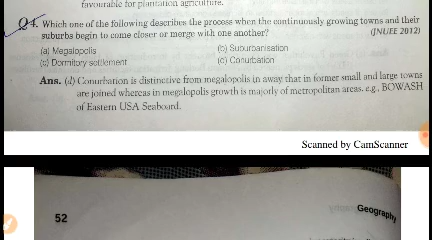 favourable for plantation agriculture.
Q4. Which one of the following describes the process when the continuously growing towns and their
suburbs begin to come closer or merge with one another? (JNUEE 2012)
(a) Megalopolis (b) Suburbanisation
(c) Dormitory settlement (c) Conurbation
Ans. (d) Conurbation is distinctive from megalopolis in away that in former small and large towns
are joined whereas in megalopolis growth is majorly of metropolitan areas. e.g., BOWASH
of Eastern USA Seaboard.
Scanned by CamScanner
52
Geography